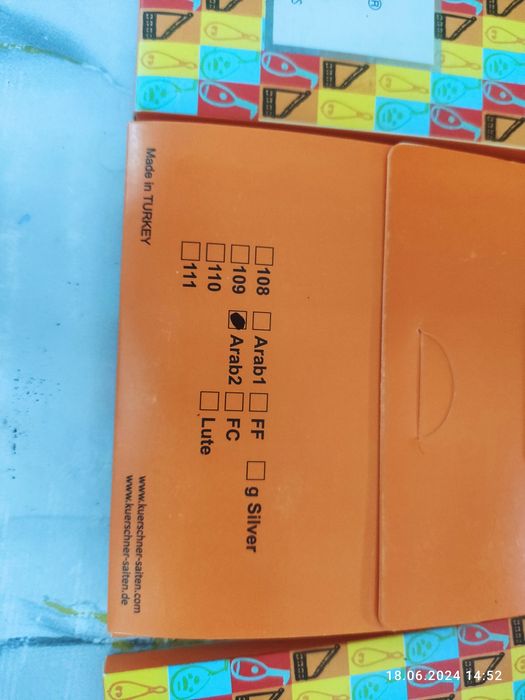 108
109
110
111
Arab1
Arab2
FF
FC
Lute
g Silver
Made in TURKEY
www.kuerschner-saiten.com
www.kuerschner-saiten.de
®
18.06.2024 14:52